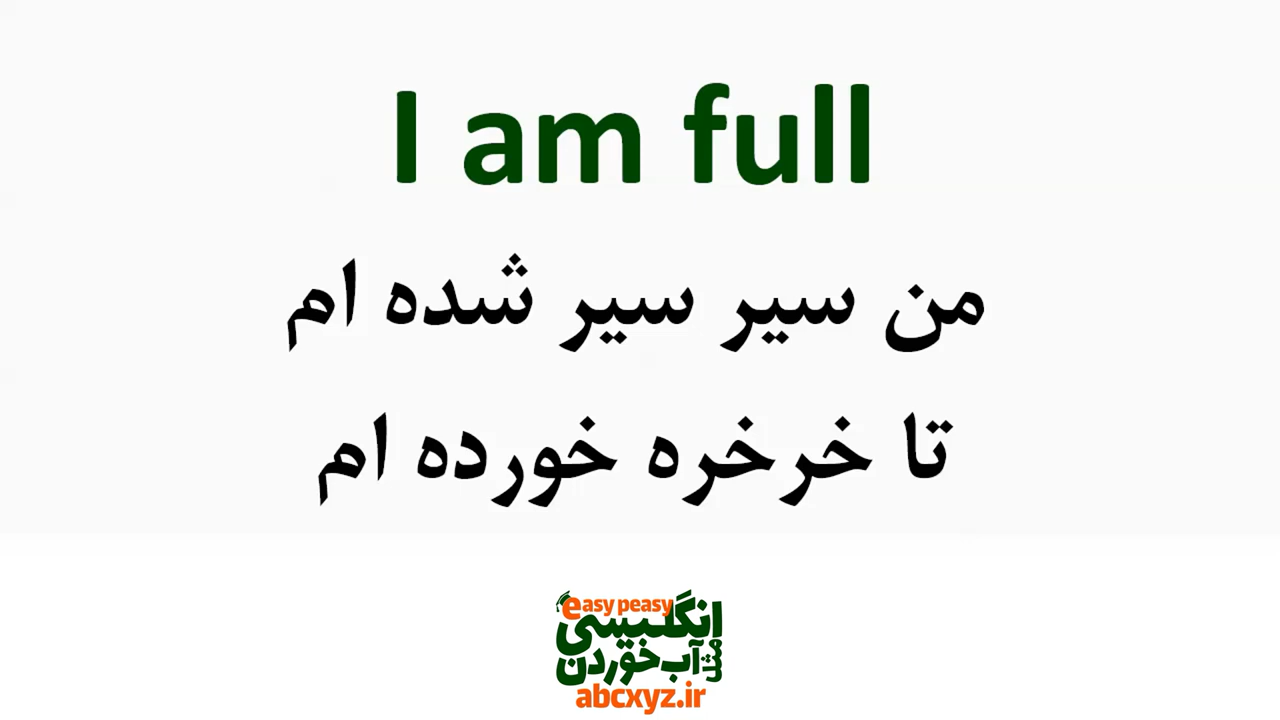 I am full
من سیر سیر شده ام
تا خرخره خورده ام
easy peasy
انگلیسی
مثل آب خوردن
abcxyz.ir